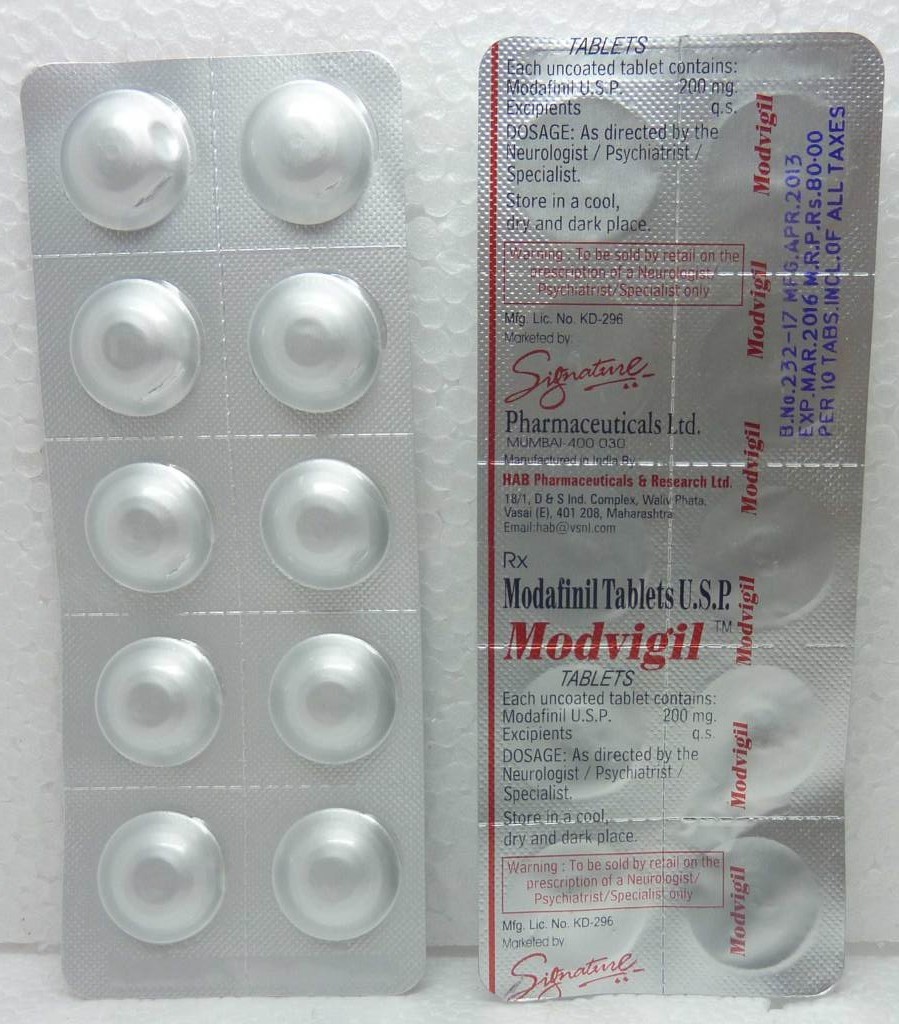 TABLETS
Each uncoated tablet contains:
Modafinil U.S.P. 200 mg.
Excipients q.s.
DOSAGE: As directed by the
Neurologist / Psychiatrist /
Specialist.
Store in a cool,
dry and dark place.
Warning : To be sold by retail on the
prescription of a Neurologist/
Psychiatrist/Specialist only
Mfg. Lic. No. KD-296
Marketed by:
Signature
Pharmaceuticals Ltd.
MUMBAI-400 030
Manufactured in India By.
HAB Pharmaceuticals & Research Ltd.
18/1, D & S Ind. Complex, Waliv Phata,
Vasai (E), 401 208, Maharashtra
Email:hab@vsnl.com
Rx
Modafinil Tablets U.S.P.
Modvigil TM
TABLETS
Each uncoated tablet contains:
Modafinil U.S.P. 200 mg.
Excipients q.s.
DOSAGE: As directed by the
Neurologist / Psychiatrist /
Specialist.
Store in a cool,
dry and dark place.
Warning : To be sold by retail on the
prescription of a Neurologist/
Psychiatrist/Specialist only
Mfg. Lic. No. KD-296
Marketed by
Signature
Modvigil
Modvigil
Modvigil
Modvigil
Modvigil
Modvigil
B.No.232-17 MFG.APR.2013
EXP.MAR.2016 M.R.P.Rs.80.00
PER 10 TABS.INCL.OF ALL TAXES